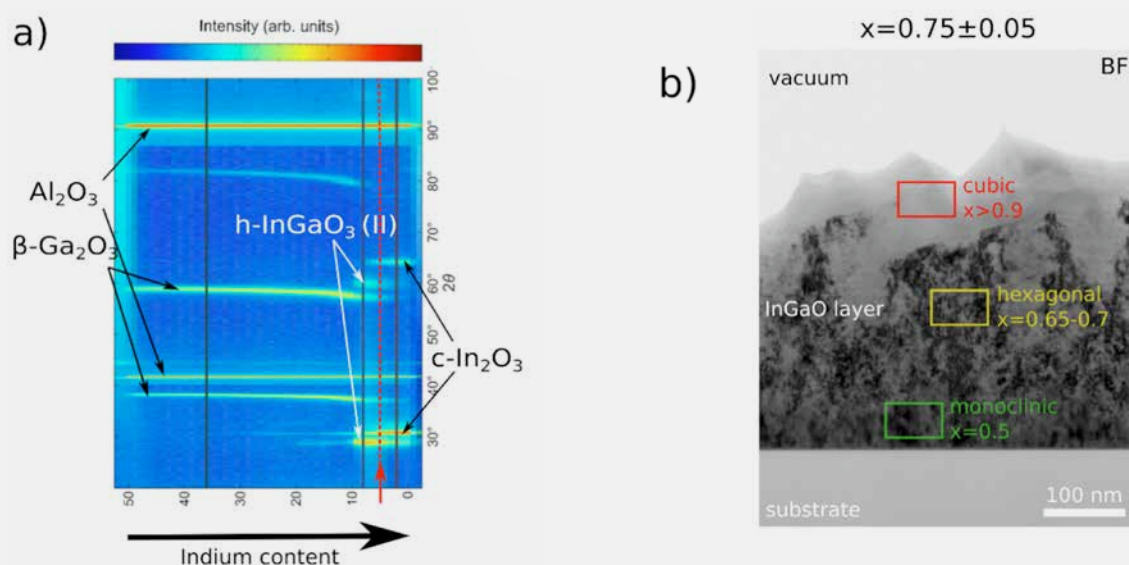 a)
Intensity (arb. units)
Al₂O₃
β-Ga₂O₃
h-InGaO₃ (II)
c-In₂O₃
100°
90°
80°
70°
60°
50°
40°
30°
2θ
50
40
30
20
10
0
Indium content
b)
x=0.75±0.05
vacuum
BF
cubic
x>0.9
InGaO layer
hexagonal
x=0.65-0.7
monoclinic
x=0.5
substrate
100 nm